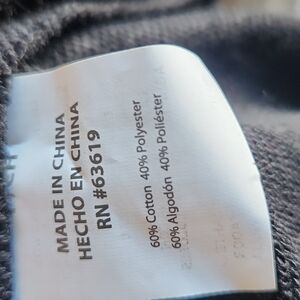 MADE IN CHINA
HECHO EN CHINA
RN #63619
60% Cotton 40% Polyester
60% Algodón 40% Poliéster